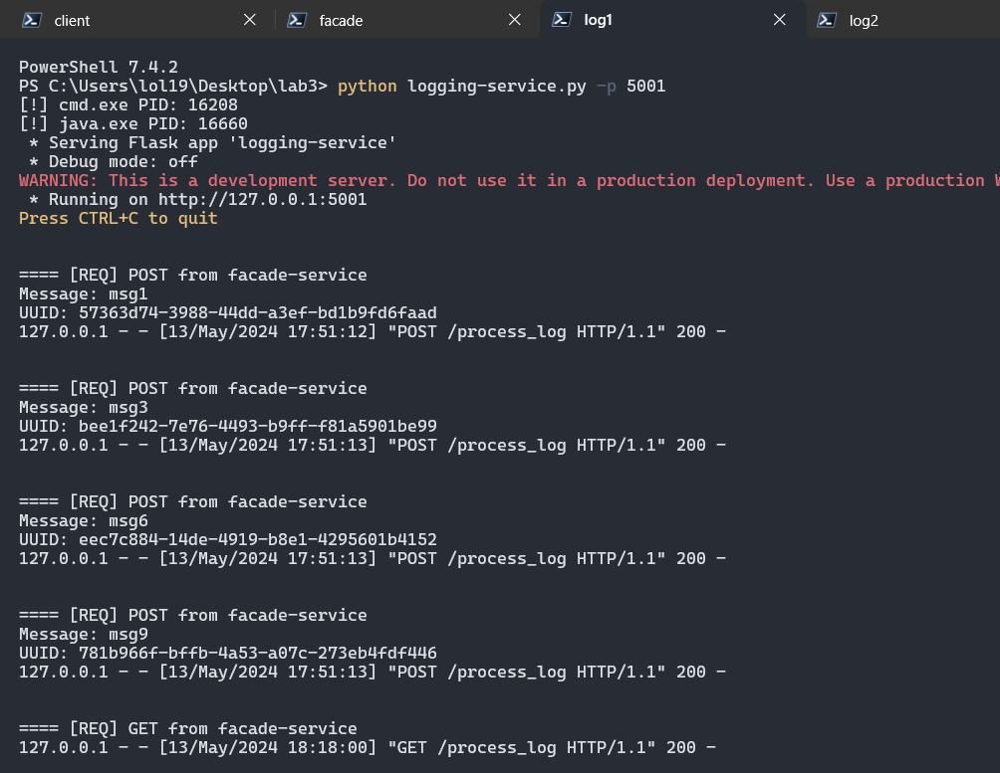 client
facade
log1
log2
PowerShell 7.4.2
PS C:\Users\lol19\Desktop\lab3> python logging-service.py -p 5001
[!] cmd.exe PID: 16208
[!] java.exe PID: 16660
 * Serving Flask app 'logging-service'
 * Debug mode: off
WARNING: This is a development server. Do not use it in a production deployment. Use a production W
 * Running on http://127.0.0.1:5001
Press CTRL+C to quit
==== [REQ] POST from facade-service
Message: msg1
UUID: 57363d74-3988-44dd-a3ef-bd1b9fd6faad
127.0.0.1 - - [13/May/2024 17:51:12] "POST /process_log HTTP/1.1" 200 -
==== [REQ] POST from facade-service
Message: msg3
UUID: bee1f242-7e76-4493-b9ff-f81a5901be99
127.0.0.1 - - [13/May/2024 17:51:13] "POST /process_log HTTP/1.1" 200 -
==== [REQ] POST from facade-service
Message: msg6
UUID: eec7c884-14de-4919-b8e1-4295601b4152
127.0.0.1 - - [13/May/2024 17:51:13] "POST /process_log HTTP/1.1" 200 -
==== [REQ] POST from facade-service
Message: msg9
UUID: 781b966f-bffb-4a53-a07c-273eb4fdf446
127.0.0.1 - - [13/May/2024 17:51:13] "POST /process_log HTTP/1.1" 200 -
==== [REQ] GET from facade-service
127.0.0.1 - - [13/May/2024 18:18:00] "GET /process_log HTTP/1.1" 200 -